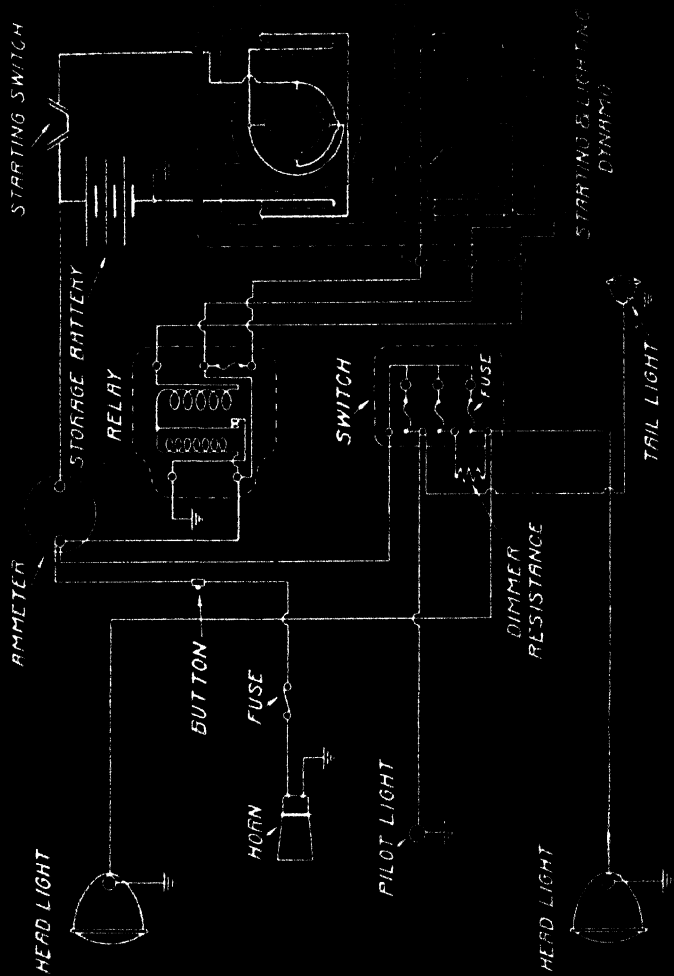 STARTING SWITCH
STORAGE BATTERY
AMMETER
RELAY
STARTING & LIGHTING
DYNAMO
SWITCH
FUSE
TAIL LIGHT
DIMMER
RESISTANCE
BUTTON
FUSE
HORN
PILOT LIGHT
HEAD LIGHT
HEAD LIGHT